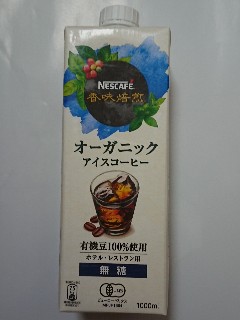 NESCAFÉ
香味焙煎
オーガニック
アイスコーヒー
有機豆100%使用
ホテル・レストラン用
無糖
JAS
1000mL